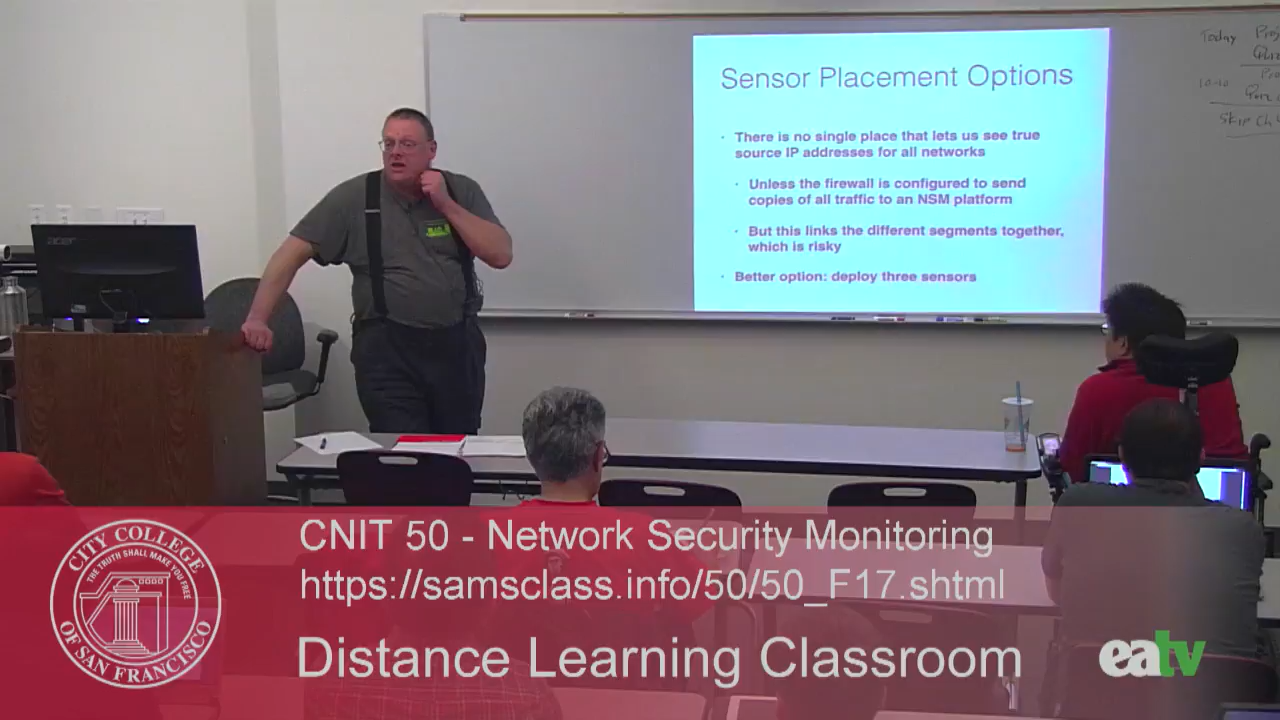 Sensor Placement Options
· There is no single place that lets us see true
source IP addresses for all networks
· Unless the firewall is configured to send
copies of all traffic to an NSM platform
· But this links the different segments together,
which is risky
· Better option: deploy three sensors
Today
10-10
Skip Ch
acer
CNIT 50 - Network Security Monitoring
https://samsclass.info/50/50_F17.shtml
Distance Learning Classroom
CITY COLLEGE
OF SAN FRANCISCO
THE TRUTH SHALL MAKE YOU FREE
eatv